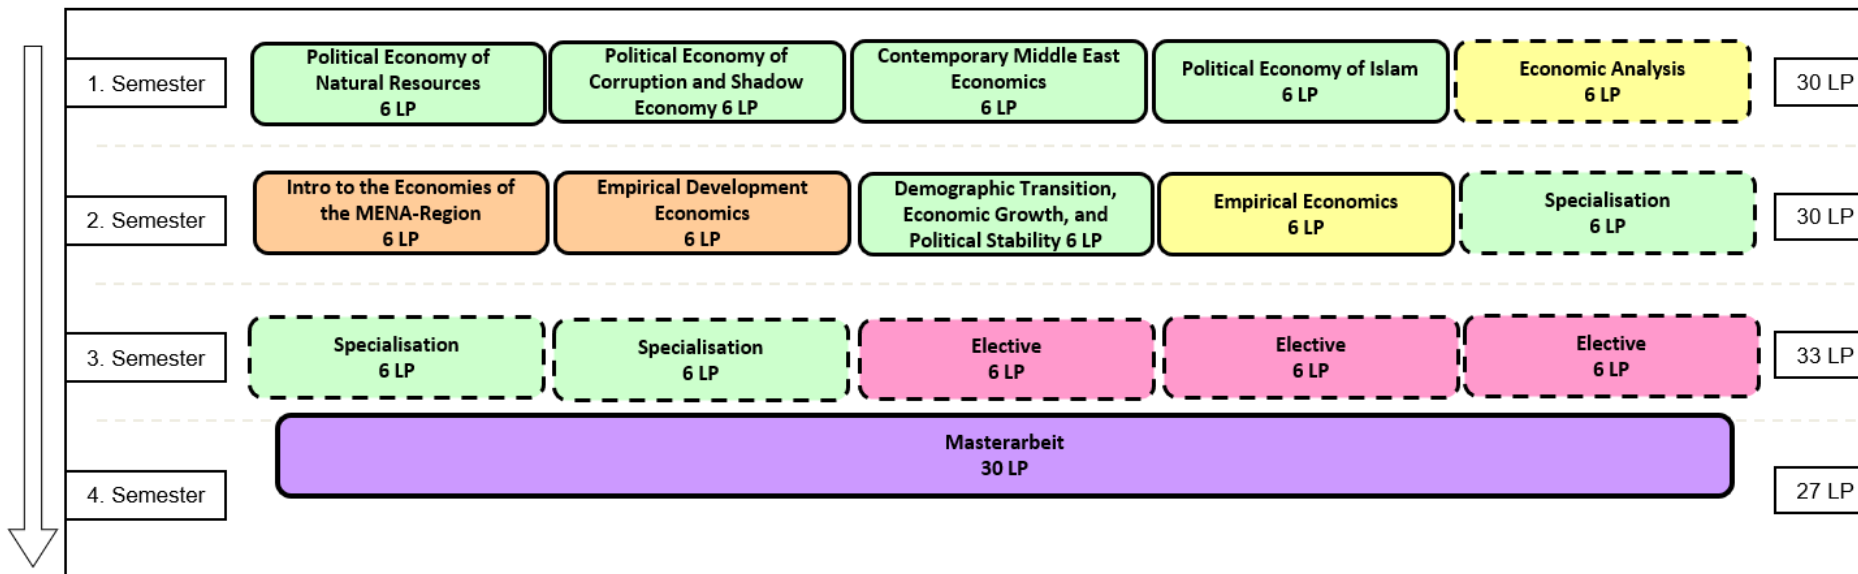 1. Semester
Political Economy of
Natural Resources
6 LP
Political Economy of
Corruption and Shadow
Economy 6 LP
Contemporary Middle East
Economics
6 LP
Political Economy of Islam
6 LP
Economic Analysis
6 LP
30 LP
2. Semester
Intro to the Economies of
the MENA-Region
6 LP
Empirical Development
Economics
6 LP
Demographic Transition,
Economic Growth, and
Political Stability 6 LP
Empirical Economics
6 LP
Specialisation
6 LP
30 LP
3. Semester
Specialisation
6 LP
Specialisation
6 LP
Elective
6 LP
Elective
6 LP
Elective
6 LP
33 LP
4. Semester
Masterarbeit
30 LP
27 LP